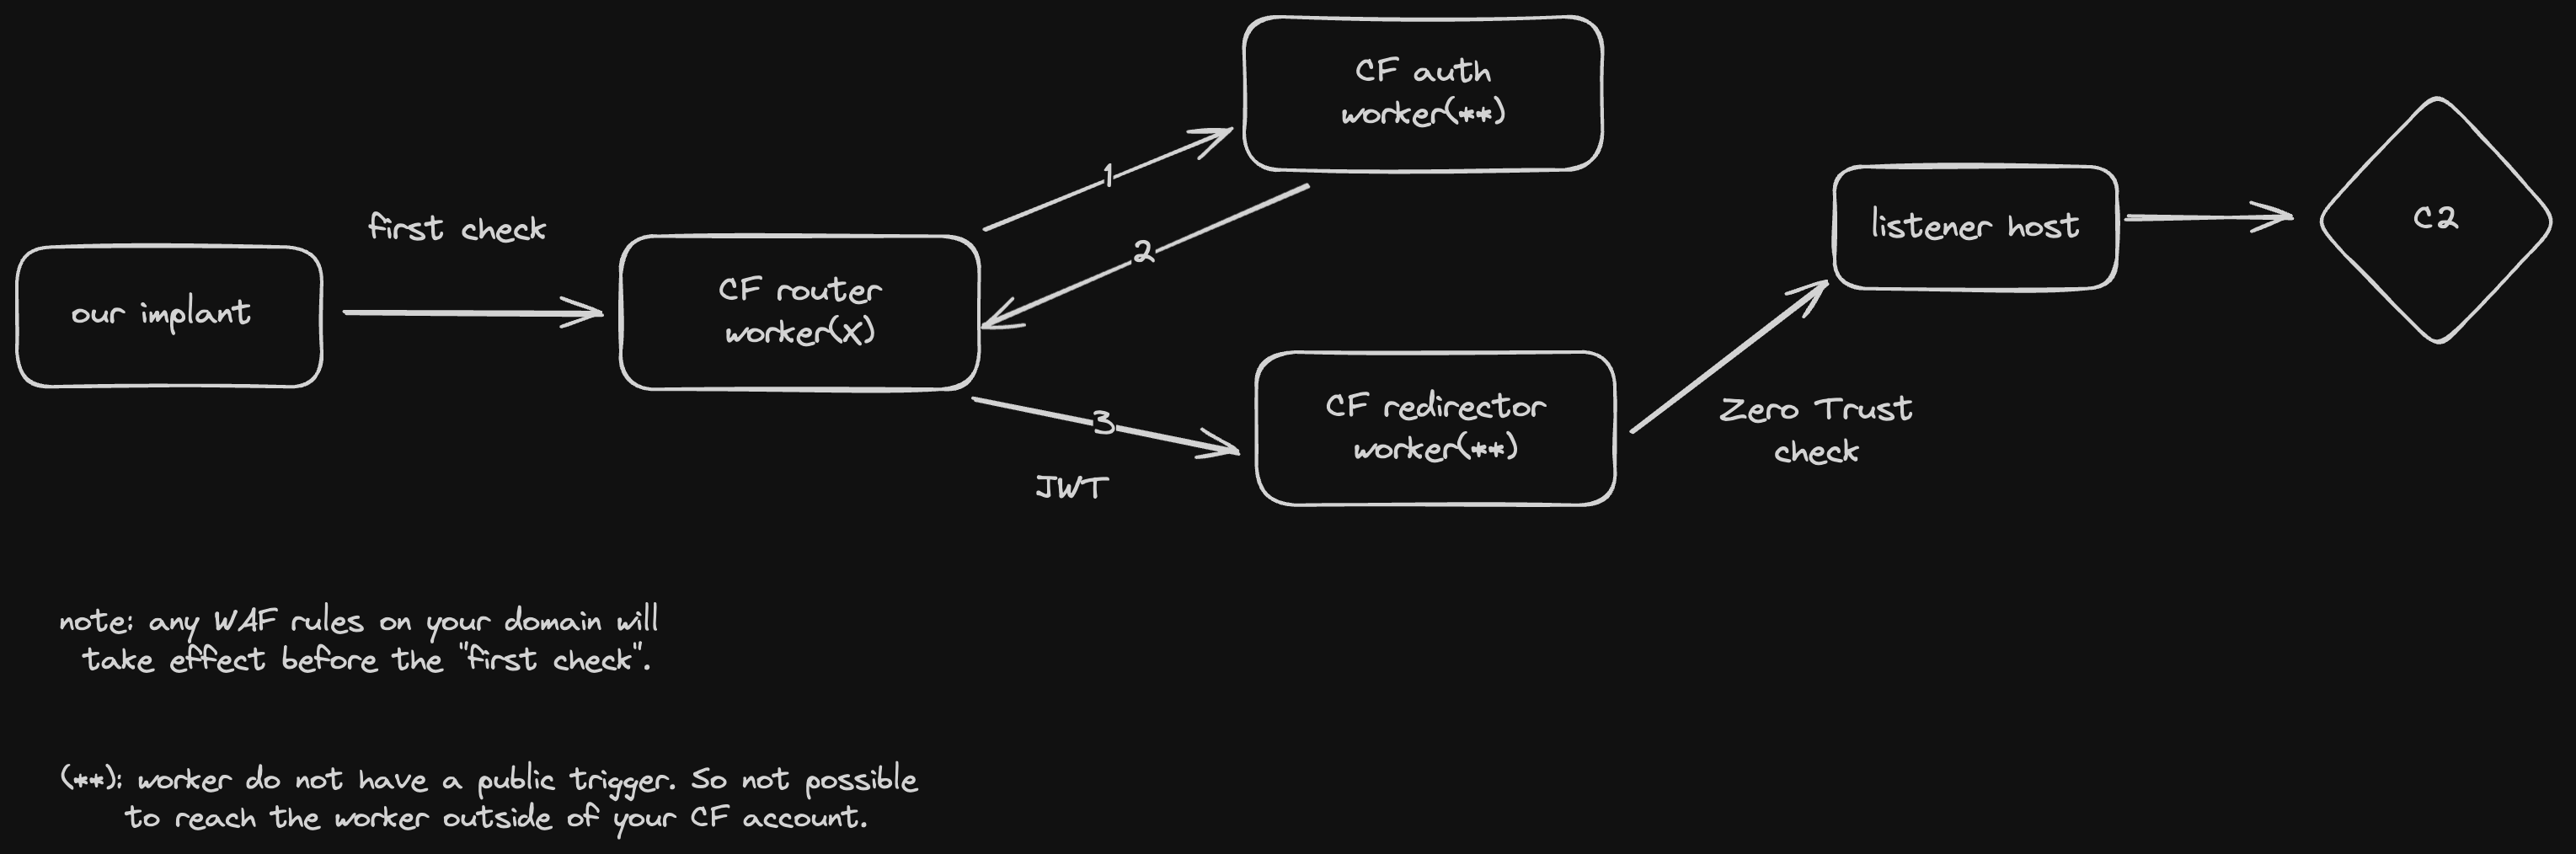 our implant
first check
CF router
worker(X)
1
2
CF auth
worker(**)
3
JWT
CF redirector
worker(**)
Zero Trust
check
listener host
C2
note: any WAF rules on your domain will
take effect before the "first check".
(**): worker do not have a public trigger. So not possible
to reach the worker outside of your CF account.